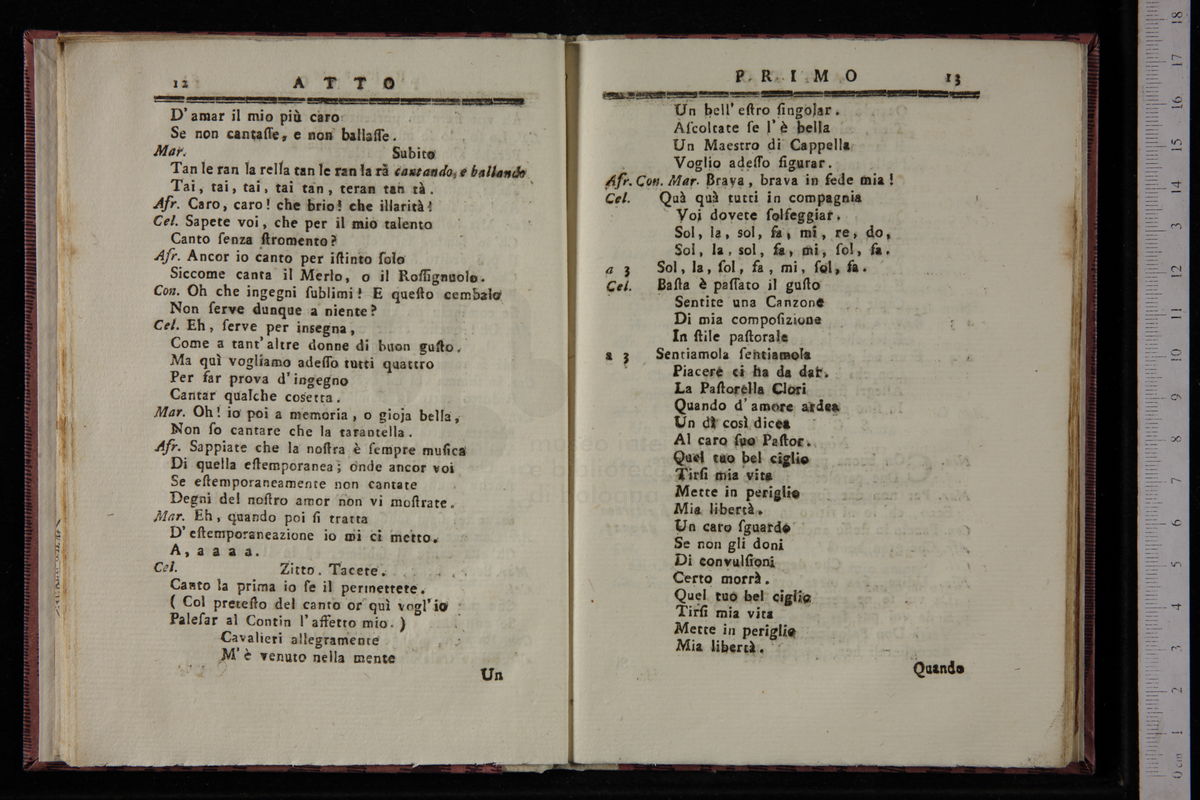 12 ATTO
D' amar il mio più caro
Se non cantaſſe, e non ballaſſe.
Mar. Subito
Tan le ran la rella tan le ran la rà cantando, e ballando
Tai, tai, tai, tai tan, teran tan tà.
Afr. Caro, caro! che brio! che illarità!
Cel. Sapete voi, che per il mio talento
Canto ſenza ſtromento?
Afr. Ancor io canto per iſtinto ſolo
Siccome canta il Merlo, o il Roſſignuolo.
Con. Oh che ingegni ſublimi! E queſto cembalo
Non ſerve dunque a niente?
Cel. Eh, ſerve per inſegna,
Come a tant' altre donne di buon guſto.
Ma quì vogliamo adeſſo tutti quattro
Per far prova d' ingegno
Cantar qualche coſetta.
Mar. Oh! io poi a memoria, o gioja bella,
Non ſo cantare che la tarantella.
Afr. Sappiate che la noſtra è ſempre muſica
Di quella eſtemporanea; onde ancor voi
Se eſtemporaneamente non cantate
Degni del noſtro amor non vi moſtrate.
Mar. Eh, quando poi ſi tratta
D' eſtemporaneazione io mi ci metto.
A, a a a a.
Cel. Zitto. Tacete.
Canto la prima io ſe il permettete.
( Col preteſto del canto or quì vogl' io
Paleſar al Contin l' affetto mio. )
Cavalieri allegramente
M' è venuto nella mente
Un
PRIMO 13
Un bell' eſtro ſingolar.
Aſcoltate ſe l' è bella
Un Maestro di Cappella
Voglio adeſſo figurar.
Afr. Con. Mar. Brava, brava in fede mia!
Cel. Quà quà tutti in compagnia
Voi dovete ſolfeggiar.
Sol, la, sol, fa, mi, re, do,
Sol, la, sol, fa, mi, ſol, fa.
a 3 Sol, la, ſol, fa, mi, ſol, fa.
Cel. Baſta è paſſato il guſto
Sentite una Canzone
Di mia compoſizione
In ſtile paſtorale
a 3 Sentiamola ſentiamola
Piacere ci ha da dar.
La Paſtorella Clori
Quando d' amore ardea
Un dì così dicea
Al caro ſuo Paſtor.
Quel tuo bel ciglio
Tirſi mia vita
Mette in periglio
Mia libertà.
Un caro ſguardo
Se non gli doni
Di convulſioni
Certo morrà.
Quel tuo bel ciglio
Tirſi mia vita
Mette in periglio
Mia libertà.
Quando